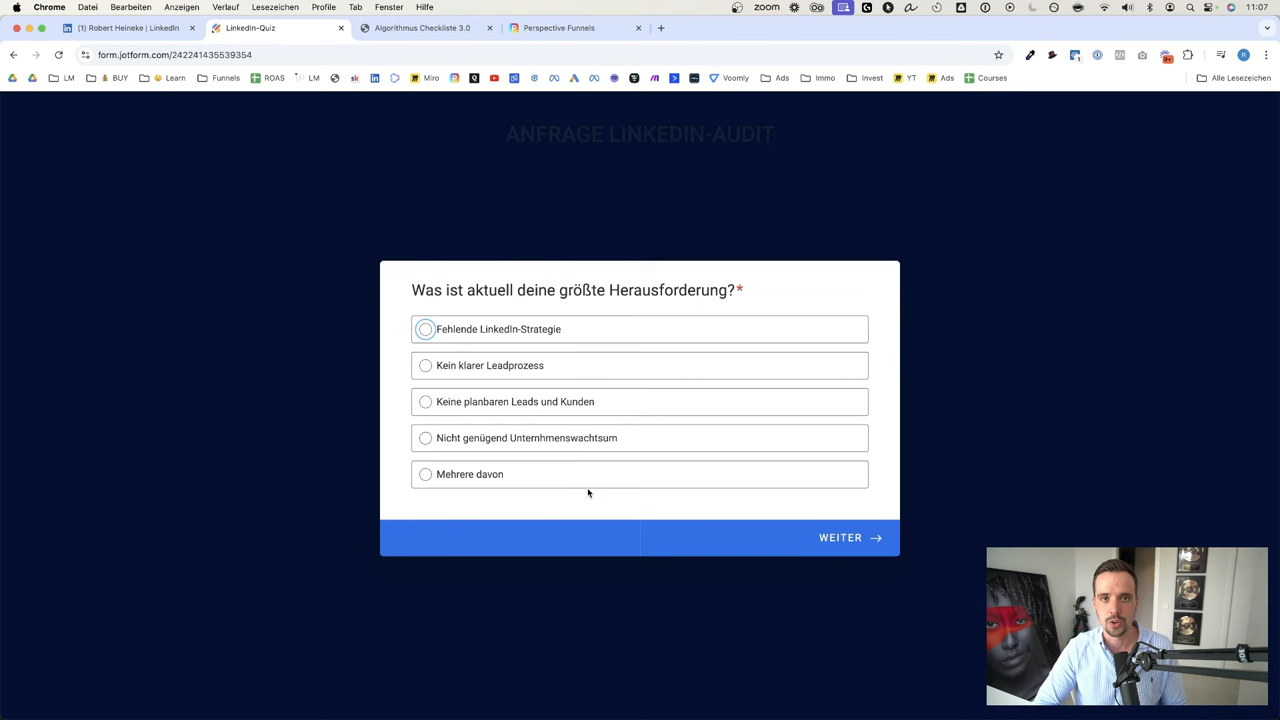 Chrome Datei Bearbeiten Anzeigen Verlauf Lesezeichen Profile Tab Fenster Hilfe zoom 11:07
(1) Robert Heineke | LinkedIn LinkedIn-Quiz Algorithmus Checkliste 3.0 Perspective Funnels
form.jotform.com/242241435539354
LM BUY Learn Funnels ROAS LM sk Miro Voomly Ads Immo Invest YT Ads Courses Alle Lesezeichen
ANFRAGE LINKEDIN-AUDIT
Was ist aktuell deine größte Herausforderung?*
Fehlende LinkedIn-Strategie
Kein klarer Leadprozess
Keine planbaren Leads und Kunden
Nicht genügend Unternhmenswachtsum
Mehrere davon
WEITER →